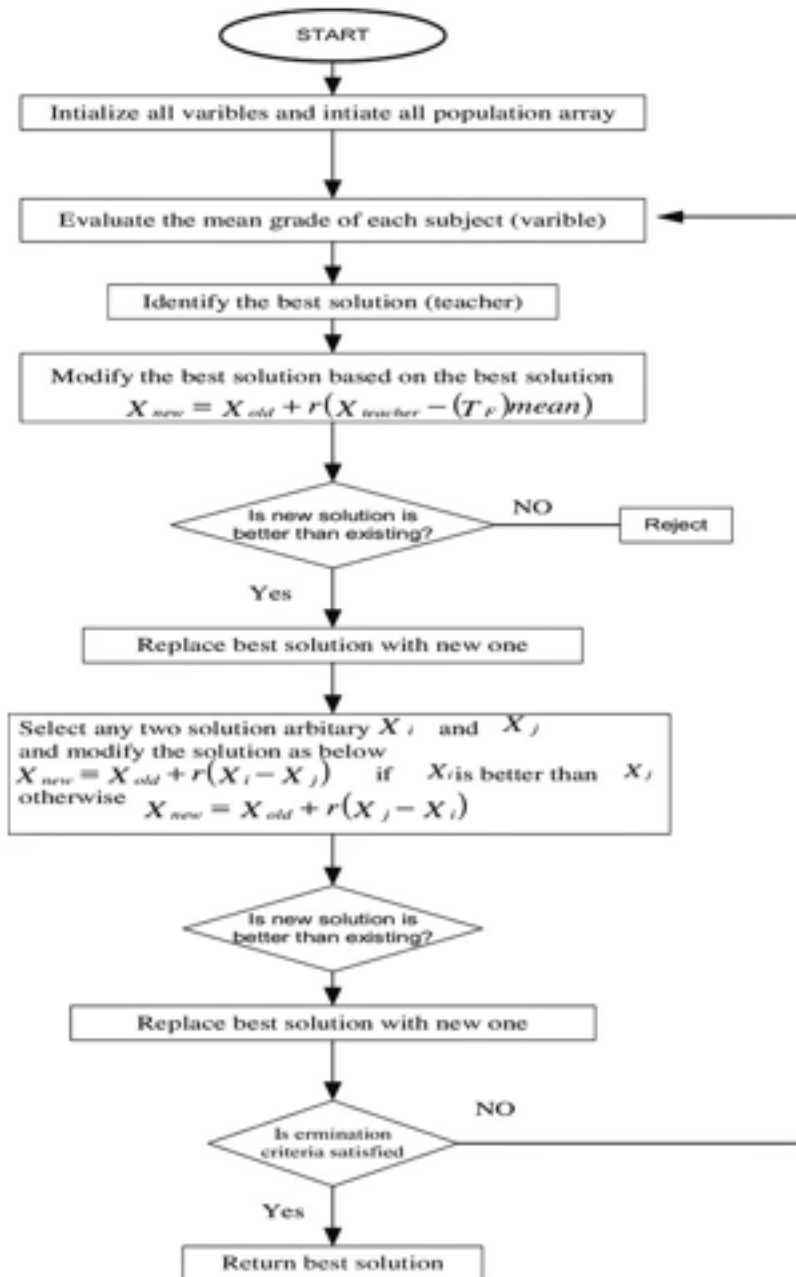 START
Intialize all varibles and intiate all population array
Evaluate the mean grade of each subject (varible)
Identify the best solution (teacher)
Modify the best solution based on the best solution
X new = X old + r(X teacher − (T F)mean)
Is new solution is
better than existing?
NO
Reject
Yes
Replace best solution with new one
Select any two solution arbitary X i and X j
and modify the solution as below
X new = X old + r(X i − X j) if X i is better than X j
otherwise X new = X old + r(X j − X i)
Is new solution is
better than existing?
Replace best solution with new one
NO
Is ermination
criteria satisfied
Yes
Return best solution